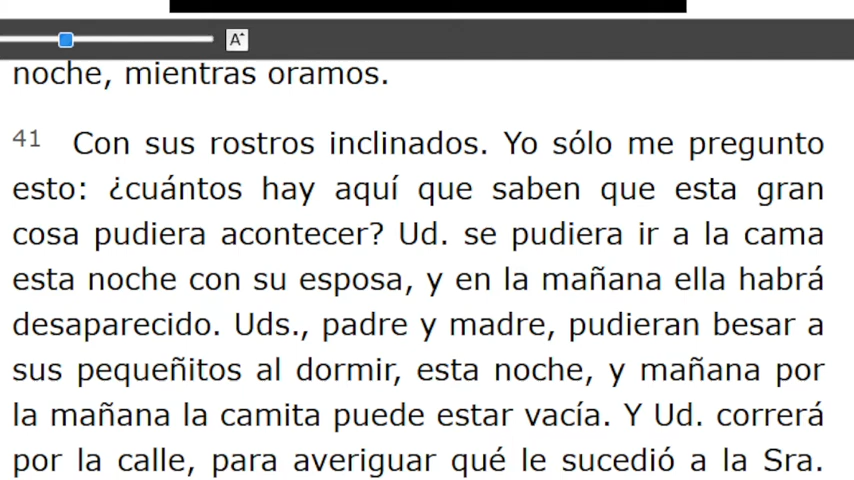 A
noche, mientras oramos.
41 Con sus rostros inclinados. Yo sólo me pregunto
esto: ¿cuántos hay aquí que saben que esta gran
cosa pudiera acontecer? Ud. se pudiera ir a la cama
esta noche con su esposa, y en la mañana ella habrá
desaparecido. Uds., padre y madre, pudieran besar a
sus pequeñitos al dormir, esta noche, y mañana por
la mañana la camita puede estar vacía. Y Ud. correrá
por la calle, para averiguar qué le sucedió a la Sra.